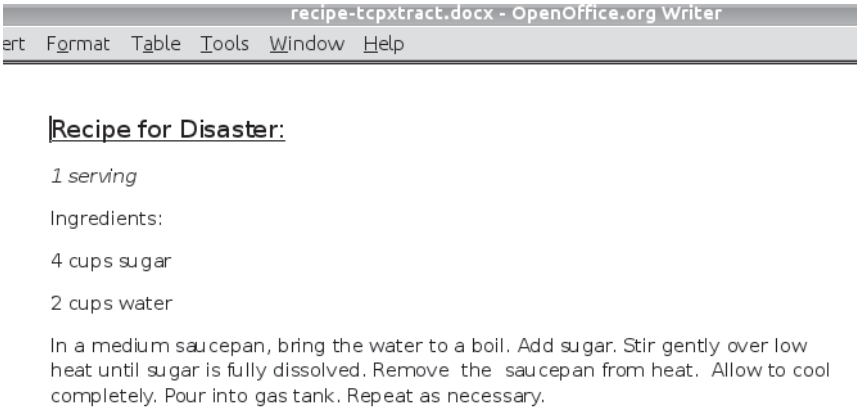 recipe-tcpxtract.docx - OpenOffice.org Writer
ert Format Table Tools Window Help
Recipe for Disaster:
1 serving
Ingredients:
4 cups sugar
2 cups water
In a medium saucepan, bring the water to a boil. Add sugar. Stir gently over low
heat until sugar is fully dissolved. Remove the saucepan from heat. Allow to cool
completely. Pour into gas tank. Repeat as necessary.